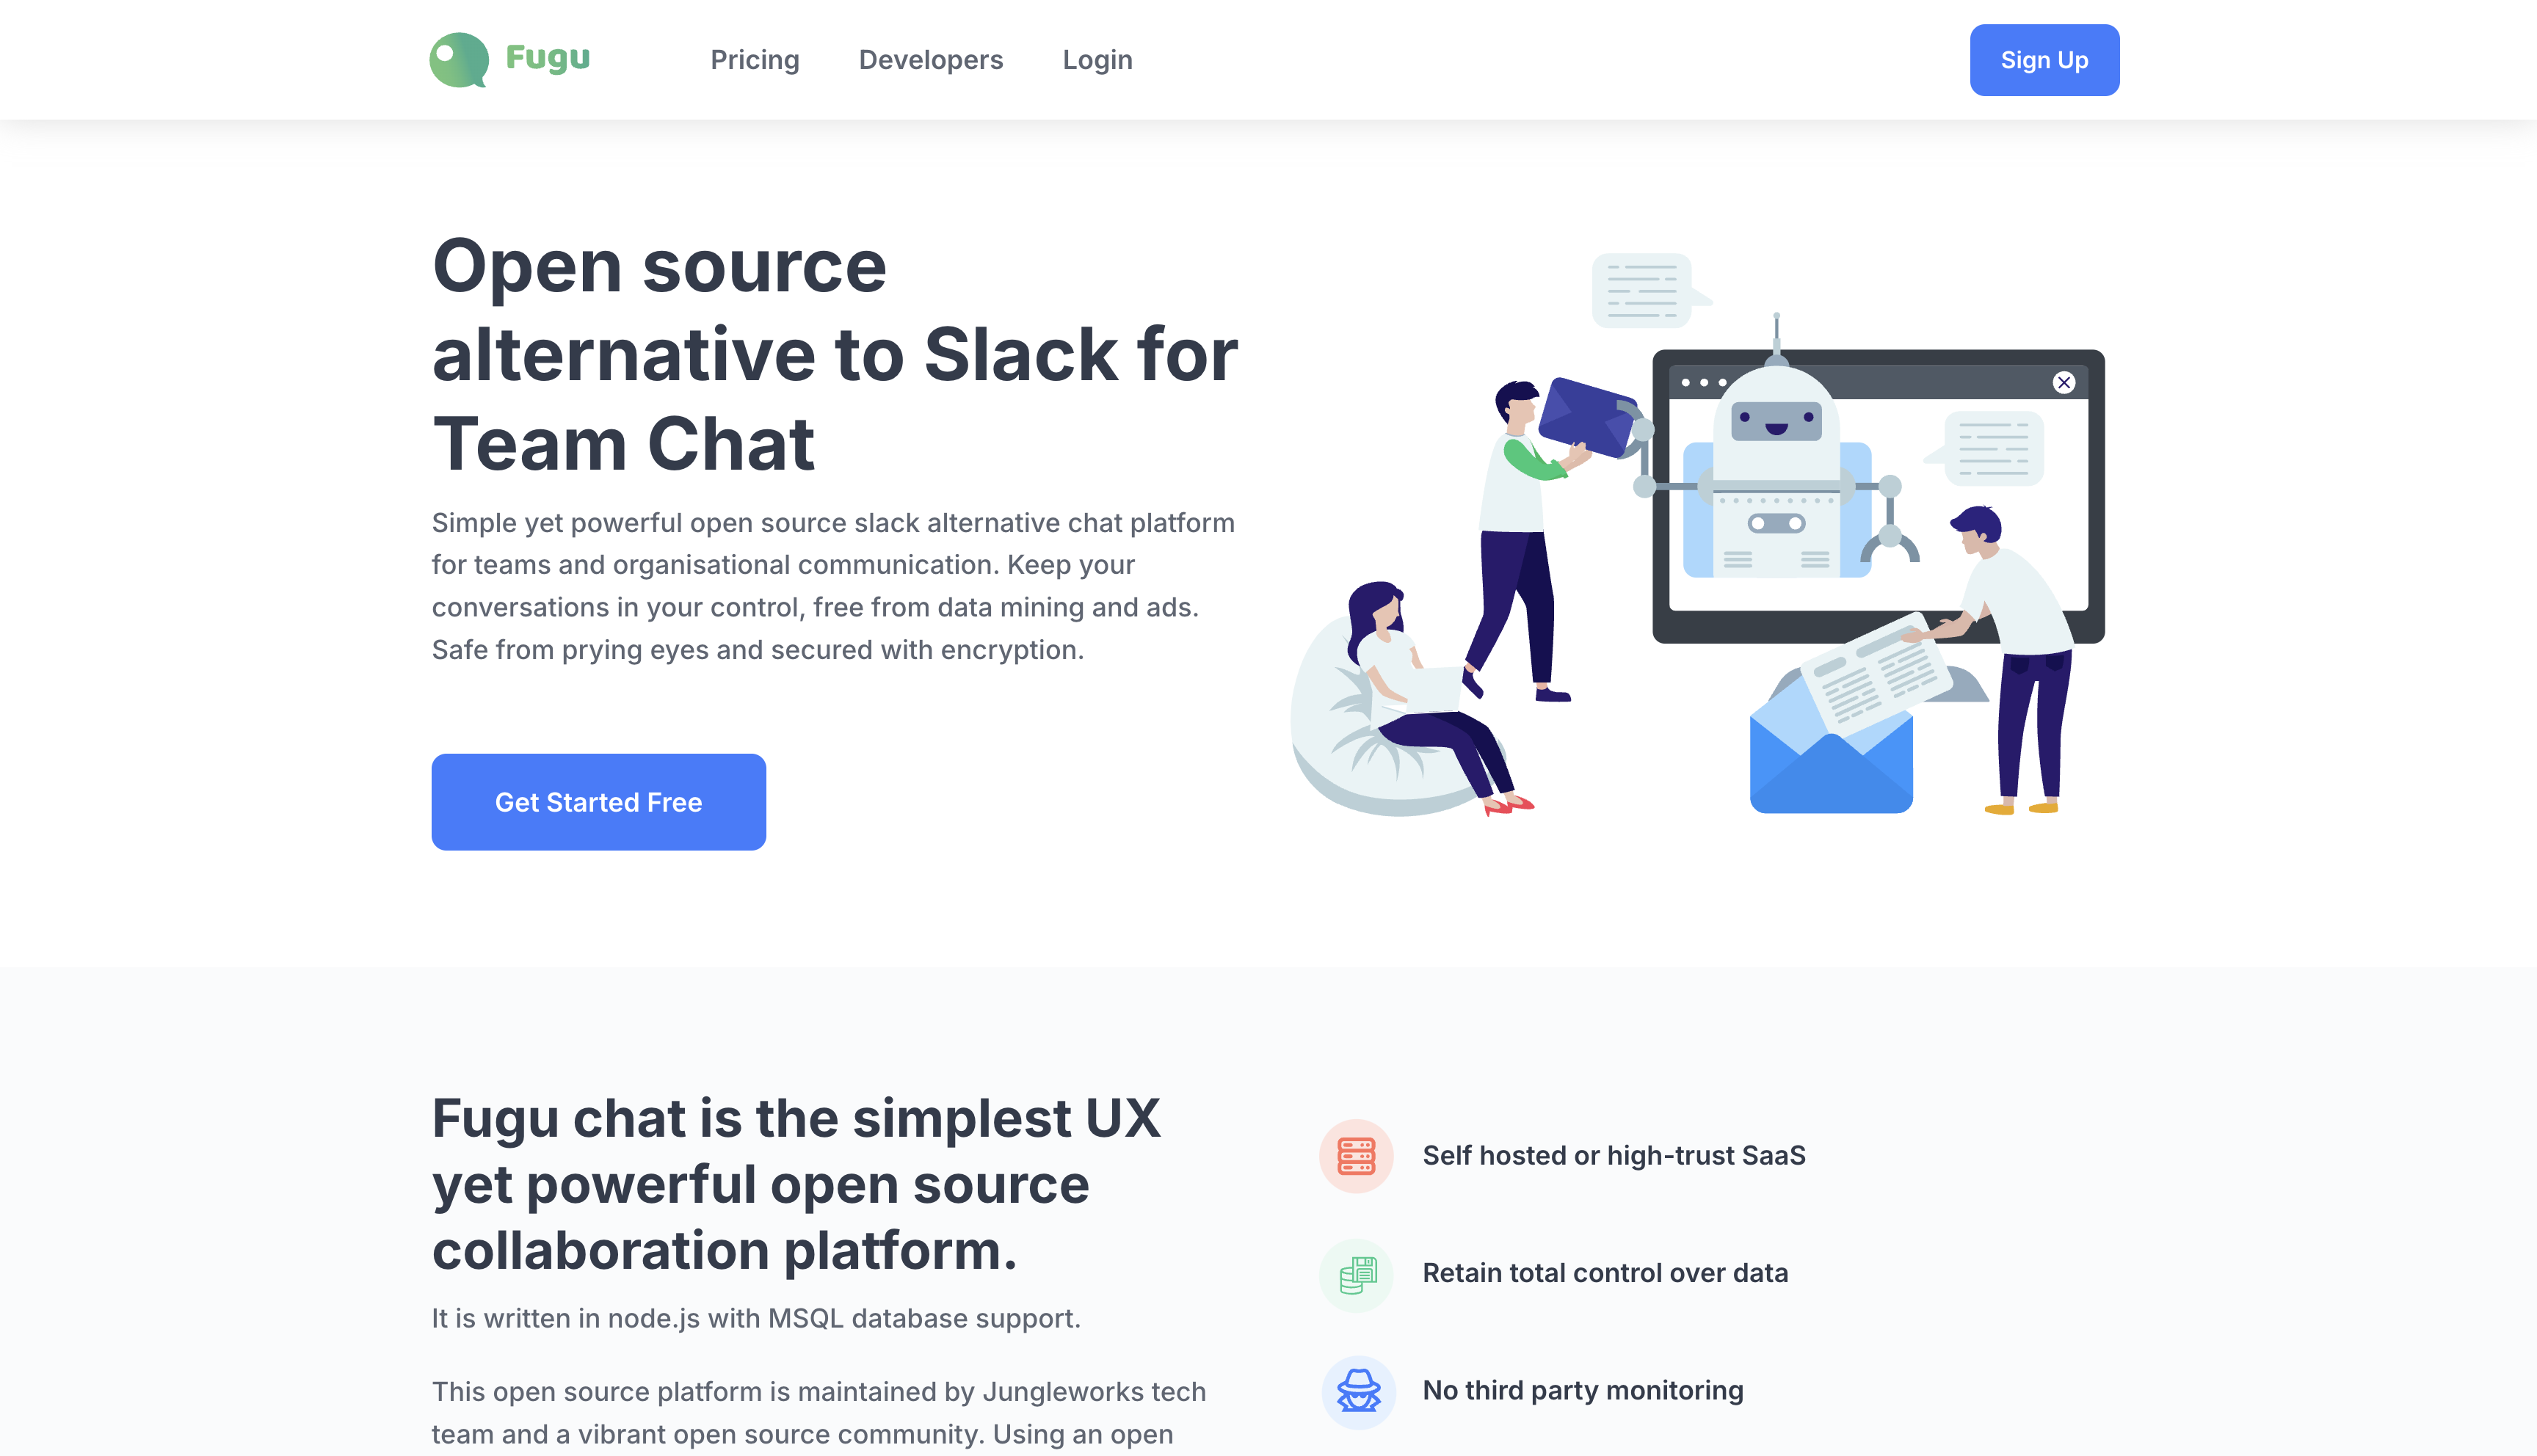 Fugu
Pricing
Developers
Login
Sign Up
Open source
alternative to Slack for
Team Chat
Simple yet powerful open source slack alternative chat platform
for teams and organisational communication. Keep your
conversations in your control, free from data mining and ads.
Safe from prying eyes and secured with encryption.
Get Started Free
Fugu chat is the simplest UX
yet powerful open source
collaboration platform.
It is written in node.js with MSQL database support.
This open source platform is maintained by Jungleworks tech
team and a vibrant open source community. Using an open
Self hosted or high-trust SaaS
Retain total control over data
No third party monitoring